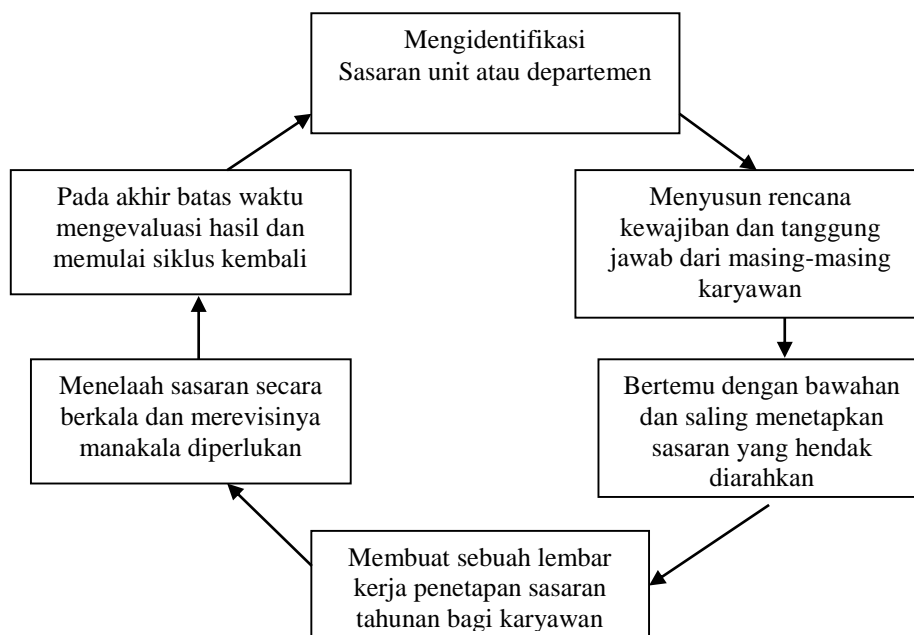 Mengidentifikasi
Sasaran unit atau departemen
Menyusun rencana
kewajiban dan tanggung
jawab dari masing-masing
karyawan
Bertemu dengan bawahan
dan saling menetapkan
sasaran yang hendak
diarahkan
Membuat sebuah lembar
kerja penetapan sasaran
tahunan bagi karyawan
Menelaah sasaran secara
berkala dan merevisinya
manakala diperlukan
Pada akhir batas waktu
mengevaluasi hasil dan
memulai siklus kembali